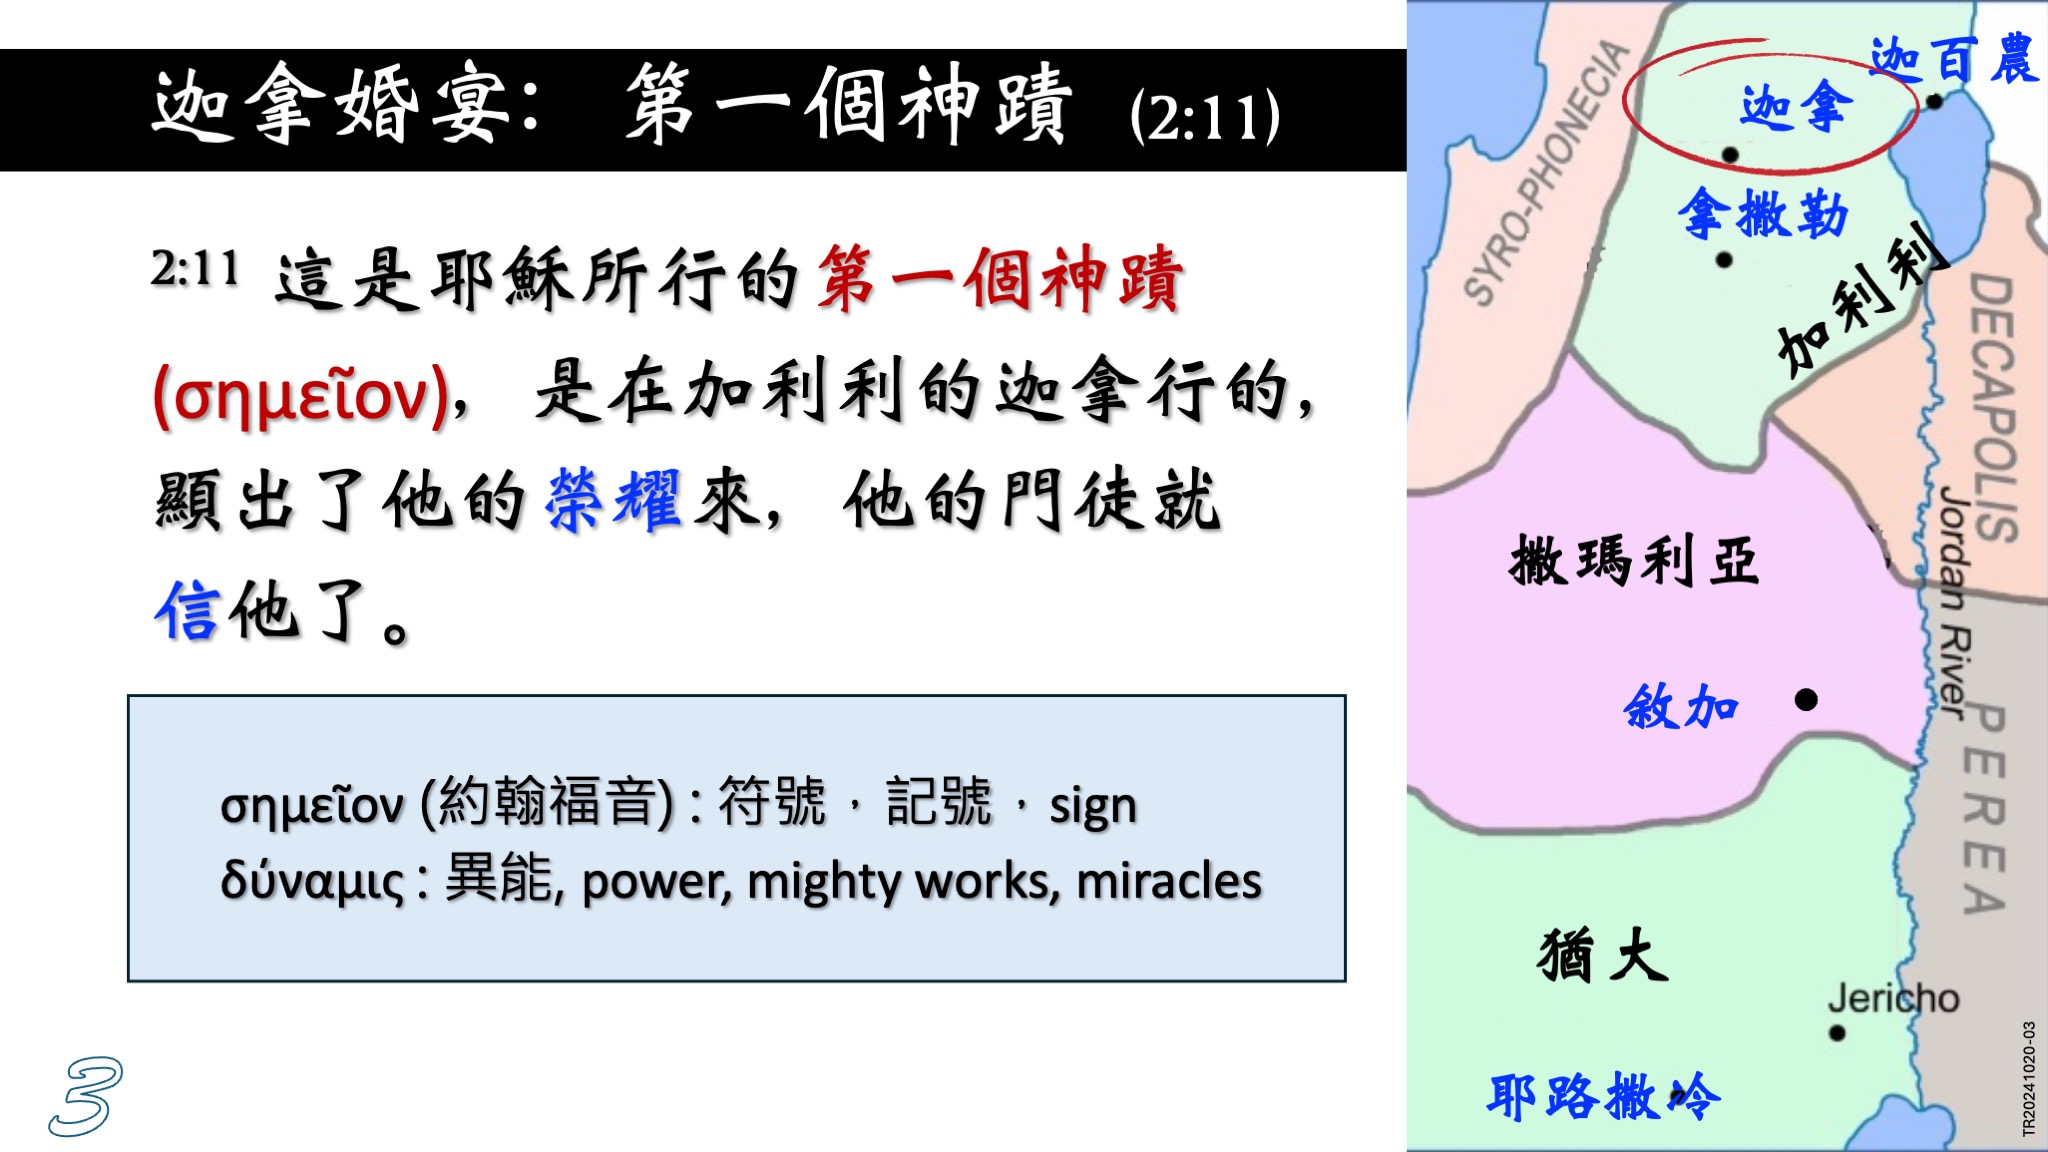 迦拿婚宴： 第一個神蹟 (2:11)
2:11 這是耶穌所行的第一個神蹟
(σημεῖον)， 是在加利利的迦拿行的，
顯出了他的榮耀來， 他的門徒就
信他了。
σημεῖον (約翰福音) : 符號，記號，sign
δύναμις : 異能, power, mighty works, miracles
3
迦百農
迦拿
SYRO-PHONECIA
拿撒勒
加利利
DECAPOLIS
Jordan River
撒瑪利亞
敘加
PEREA
猶大
Jericho
耶路撒冷
TR20241020-03